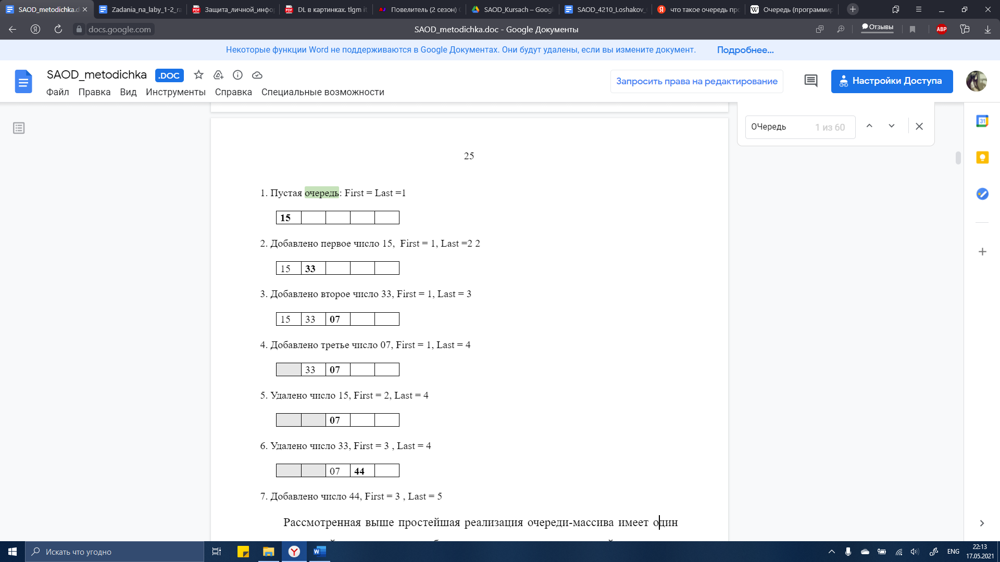 SAOD_metodichka.d
Zadania_na_laby_1-2_ra
Защита_личной_инфо
DL в картинках. tlgm it
Повелитель (2 сезон)
SAOD_Kursach – Googl
SAOD_4210_Loshakov_
что такое очередь пр
Очередь (программир
docs.google.com
SAOD_metodichka.doc - Google Документы
Отзывы
ABP
Некоторые функции Word не поддерживаются в Google Документах. Они будут удалены, если вы измените документ.
Подробнее...
SAOD_metodichka
.DOC
Запросить права на редактирование
Настройки Доступа
Файл Правка Вид Инструменты Справка Специальные возможности
ОЧередь 1 из 60
31
25
1. Пустая очередь: First = Last =1
15
2. Добавлено первое число 15, First = 1, Last =2 2
15 33
3. Добавлено второе число 33, First = 1, Last = 3
15 33 07
4. Добавлено третье число 07, First = 1, Last = 4
33 07
5. Удалено число 15, First = 2, Last = 4
07
6. Удалено число 33, First = 3 , Last = 4
07 44
7. Добавлено число 44, First = 3 , Last = 5
Рассмотренная выше простейшая реализация очереди-массива имеет один
Искать что угодно
ENG
22:13
17.05.2021